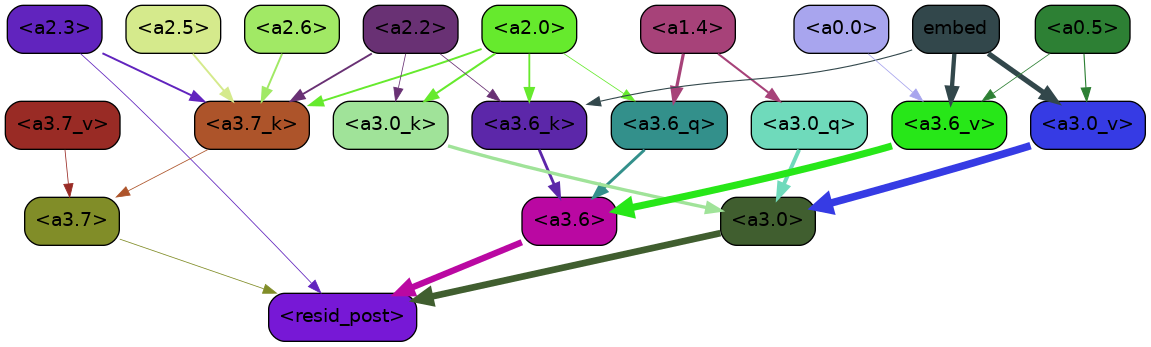 <a2.3> <a2.5> <a2.6> <a2.2> <a2.0> <a1.4> <a0.0> embed <a0.5>
<a3.7_v> <a3.7_k> <a3.0_k> <a3.6_k> <a3.6_q> <a3.0_q> <a3.6_v> <a3.0_v>
<a3.7> <a3.6> <a3.0>
<resid_post>